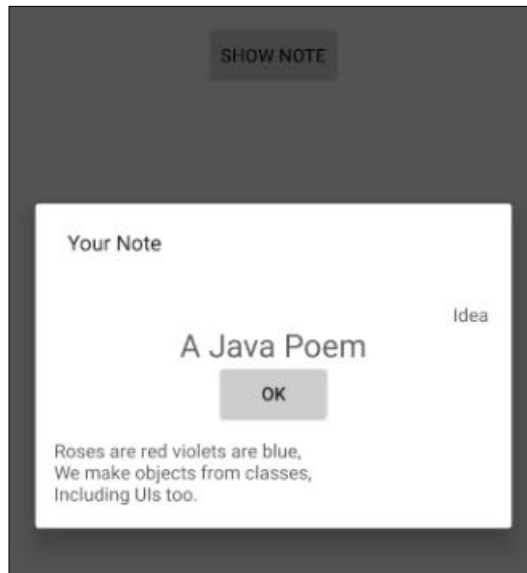 SHOW NOTE
Your Note
Idea
A Java Poem
OK
Roses are red violets are blue,
We make objects from classes,
Including UIs too.